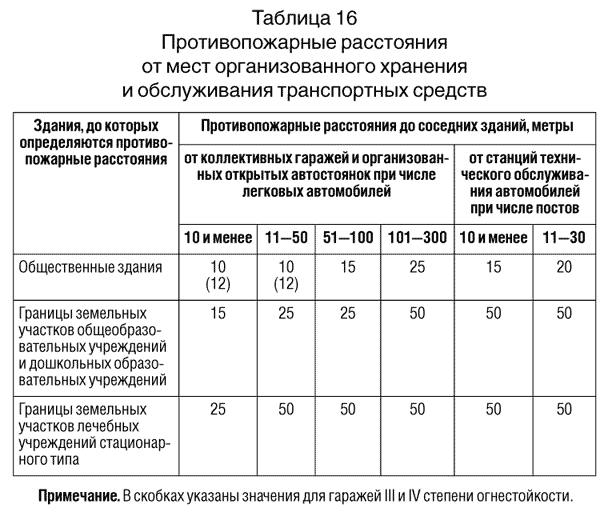 Таблица 16
Противопожарные расстояния
от мест организованного хранения
и обслуживания транспортных средств
Здания, до которых
определяются противо-
пожарные расстояния
Противопожарные расстояния до соседних зданий, метры
от коллективных гаражей и организован-
ных открытых автостоянок при числе
легковых автомобилей
от станций техни-
ческого обслужива-
ния автомобилей
при числе постов
10 и менее 11—50 51—100 101—300 10 и менее 11—30
Общественные здания 10 10 15 25 15 20
(12) (12)
Границы земельных 15 25 25 50 50 50
участков общеобразо-
вательных учреждений
и дошкольных образо-
вательных учреждений
Границы земельных 25 50 50 50 50 50
участков лечебных
учреждений стационар-
ного типа
Примечание. В скобках указаны значения для гаражей III и IV степени огнестойкости.